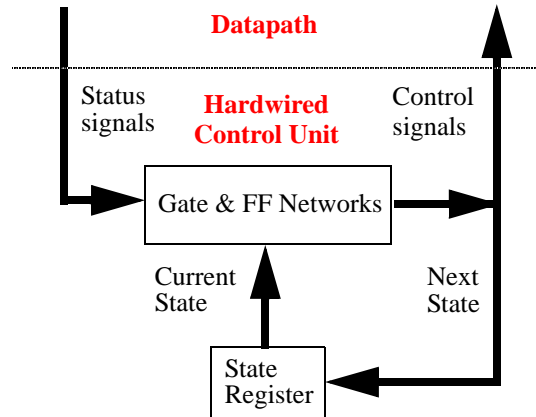 Datapath
Status
signals
Hardwired
Control Unit
Control
signals
Gate & FF Networks
Current
State
Next
State
State
Register